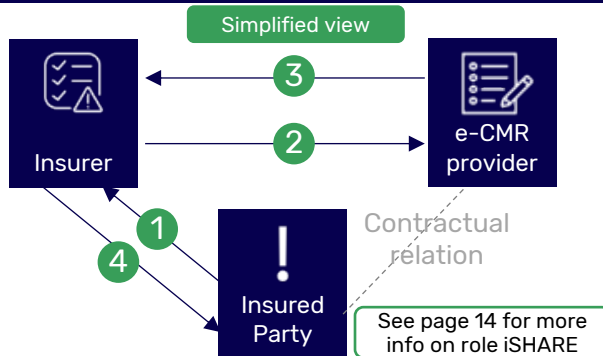 Simplified view
3
2
Insurer
e-CMR
provider
1
4
Contractual
relation
!
Insured
Party
See page 14 for more
info on role iSHARE